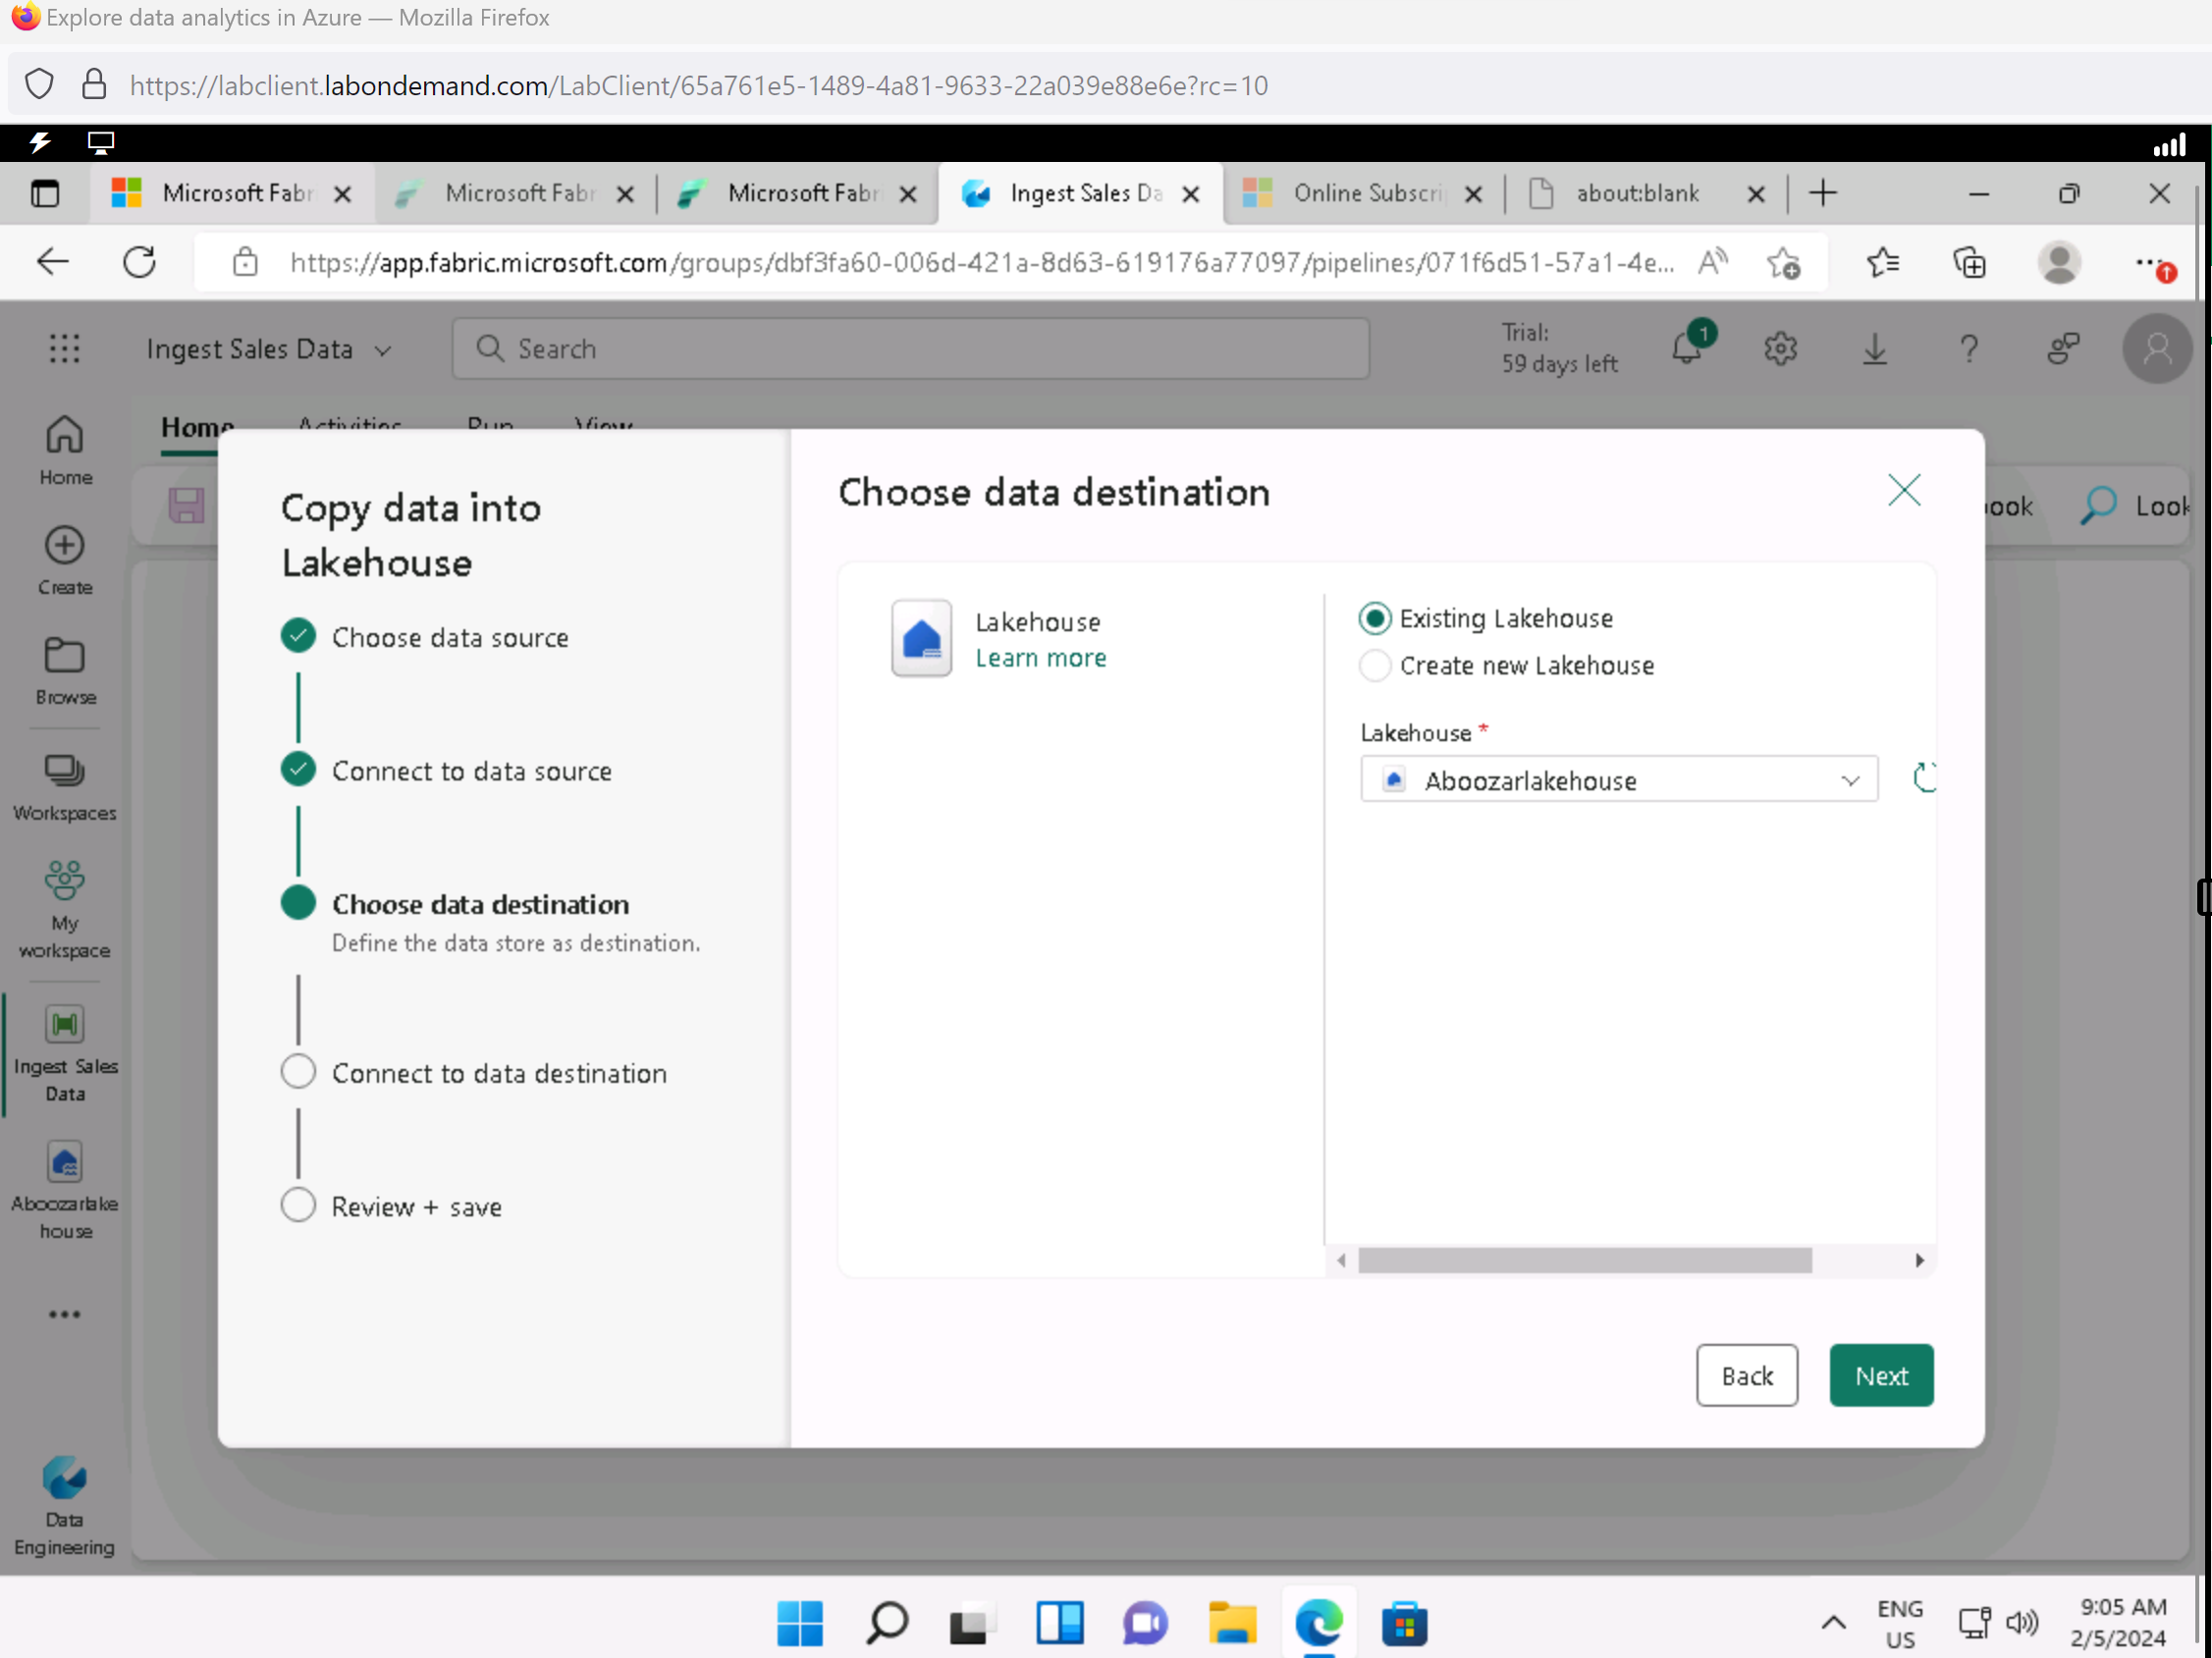 Explore data analytics in Azure — Mozilla Firefox
https://labclient.labondemand.com/LabClient/65a761e5-1489-4a81-9633-22a039e88e6e?rc=10
Microsoft Fabri
Microsoft Fabr
Microsoft Fabri
Ingest Sales Da
Online Subscri
about:blank
https://app.fabric.microsoft.com/groups/dbf3fa60-006d-421a-8d63-619176a77097/pipelines/071f6d51-57a1-4e...
Ingest Sales Data
Search
Trial:
59 days left
1
Home
Activities
Run
View
ook
Look
Home
Create
Browse
Workspaces
My
workspace
Ingest Sales
Data
Aboozarlake
house
Data
Engineering
Copy data into
Lakehouse
Choose data source
Connect to data source
Choose data destination
Define the data store as destination.
Connect to data destination
Review + save
Choose data destination
Lakehouse
Learn more
Existing Lakehouse
Create new Lakehouse
Lakehouse *
Aboozarlakehouse
Back
Next
ENG
US
9:05 AM
2/5/2024